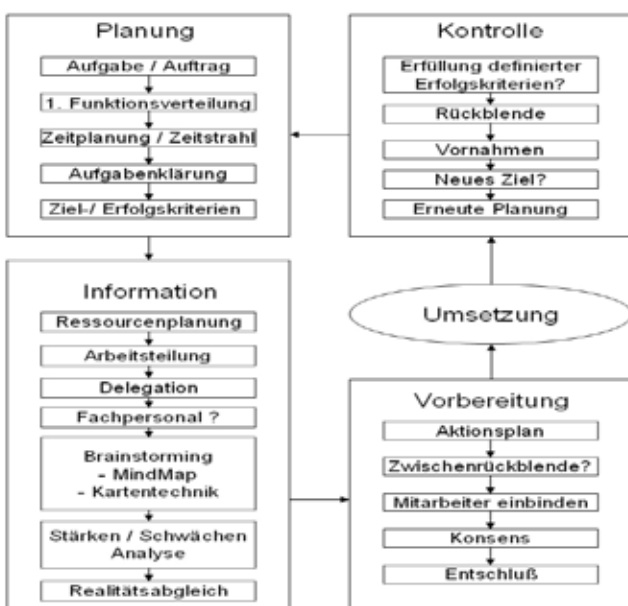 Planung
Aufgabe / Auftrag
1. Funktionsverteilung
Zeitplanung / Zeitstrahl
Aufgabenklärung
Ziel-/ Erfolgskriterien
Information
Ressourcenplanung
Arbeitsteilung
Delegation
Fachpersonal ?
Brainstorming
- MindMap
- Kartentechnik
Stärken / Schwächen
Analyse
Realitätsabgleich
Vorbereitung
Aktionsplan
Zwischenrückblende?
Mitarbeiter einbinden
Konsens
Entschluß
Umsetzung
Kontrolle
Erfüllung definierter
Erfolgskriterien?
Rückblende
Vornahmen
Neues Ziel?
Erneute Planung